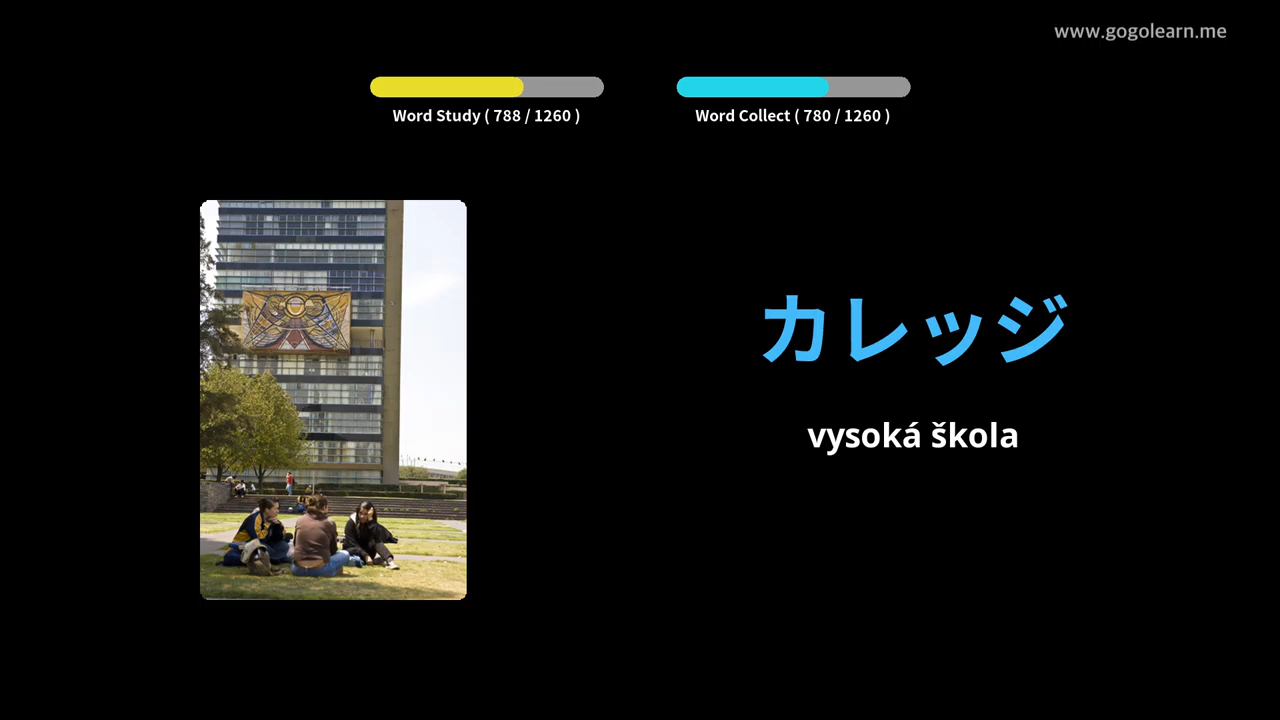 www.gogolearn.me
Word Study ( 788 / 1260 )
Word Collect ( 780 / 1260 )
カレッジ
vysoká škola